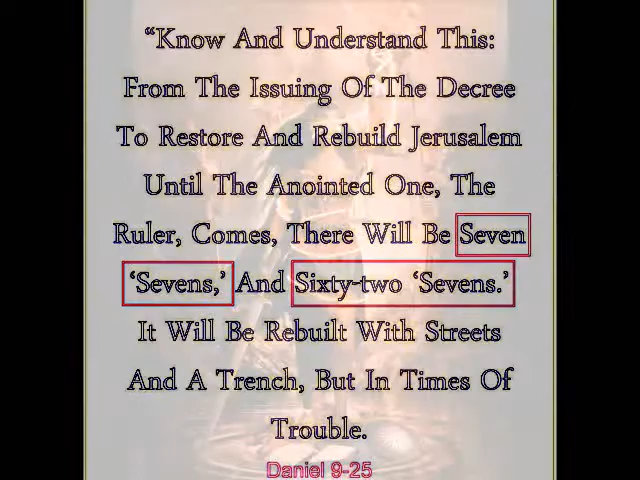 “Know And Understand This:
From The Issuing Of The Decree
To Restore And Rebuild Jerusalem
Until The Anointed One, The
Ruler, Comes, There Will Be Seven
‘Sevens,’ And Sixty-two ‘Sevens.’
It Will Be Rebuilt With Streets
And A Trench, But In Times Of
Trouble.
Daniel 9-25